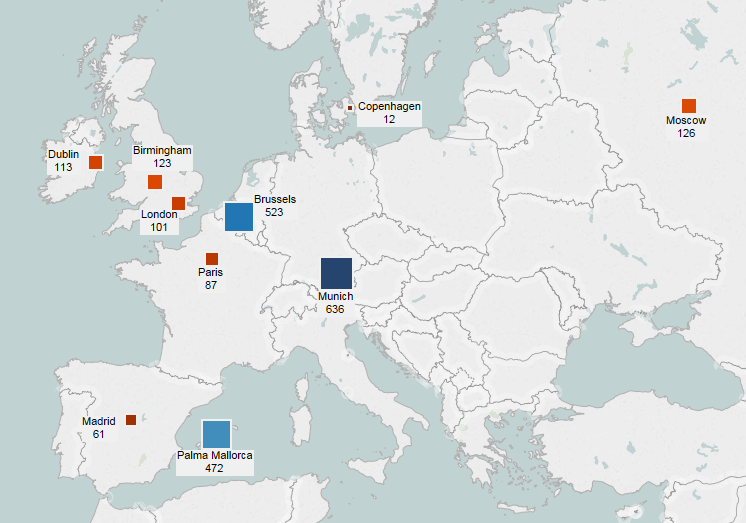 Copenhagen
12
Moscow
126
Birmingham
123
Dublin
113
Brussels
523
London
101
Paris
87
Munich
636
Madrid
61
Palma Mallorca
472